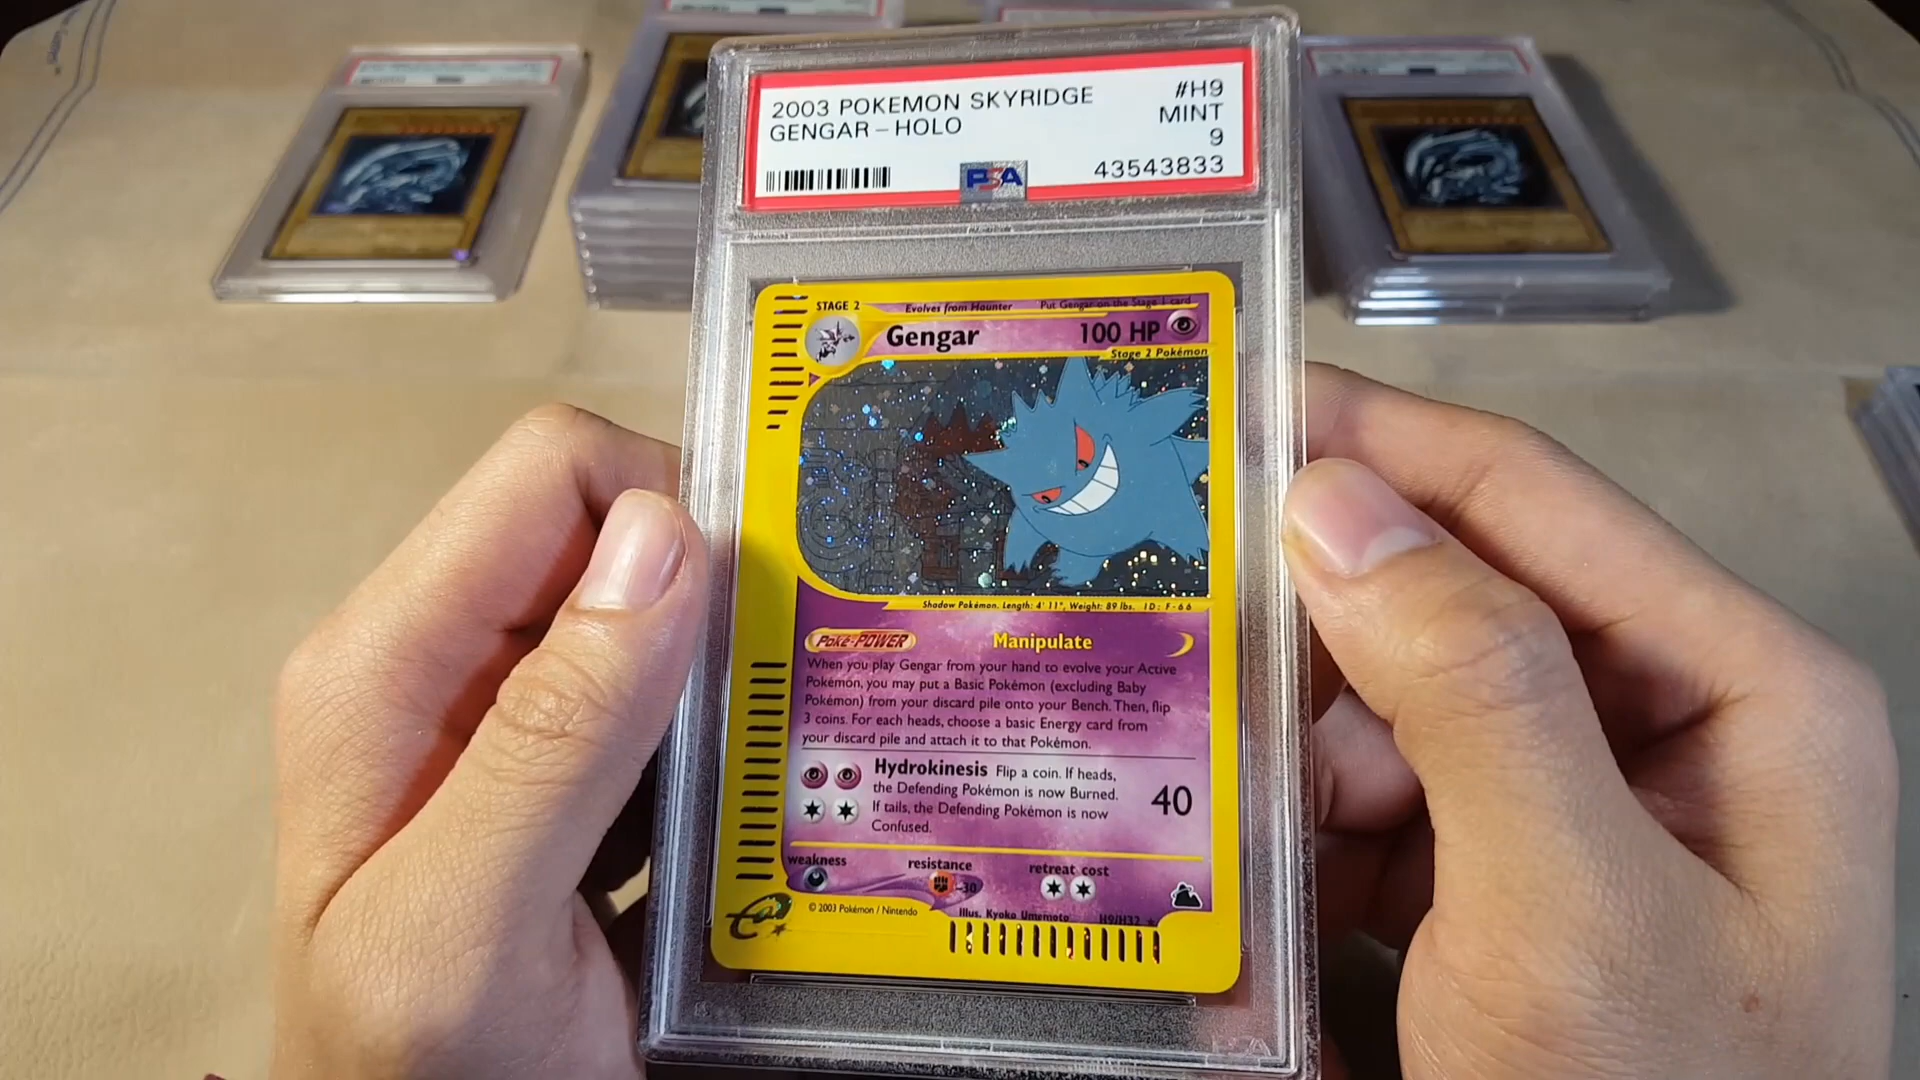 2003 POKEMON SKYRIDGE #H9
GENGAR – HOLO MINT
9
PSA 43543833
STAGE 2 Evolves from Haunter Put Gengar on the Stage 1 card
Gengar 100 HP
Stage 2 Pokémon
Shadow Pokémon. Length: 4' 11", Weight: 89 lbs. ID: F-66
Poké-POWER Manipulate
When you play Gengar from your hand to evolve your Active
Pokémon, you may put a Basic Pokémon (excluding Baby
Pokémon) from your discard pile onto your Bench. Then, flip
3 coins. For each heads, choose a basic Energy card from
your discard pile and attach it to that Pokémon.
Hydrokinesis Flip a coin. If heads,
the Defending Pokémon is now Burned.
If tails, the Defending Pokémon is now
Confused.
40
weakness resistance retreat cost
-30
e
© 2003 Pokémon / Nintendo Illus. Kyoko Umemoto H9/H32 ★